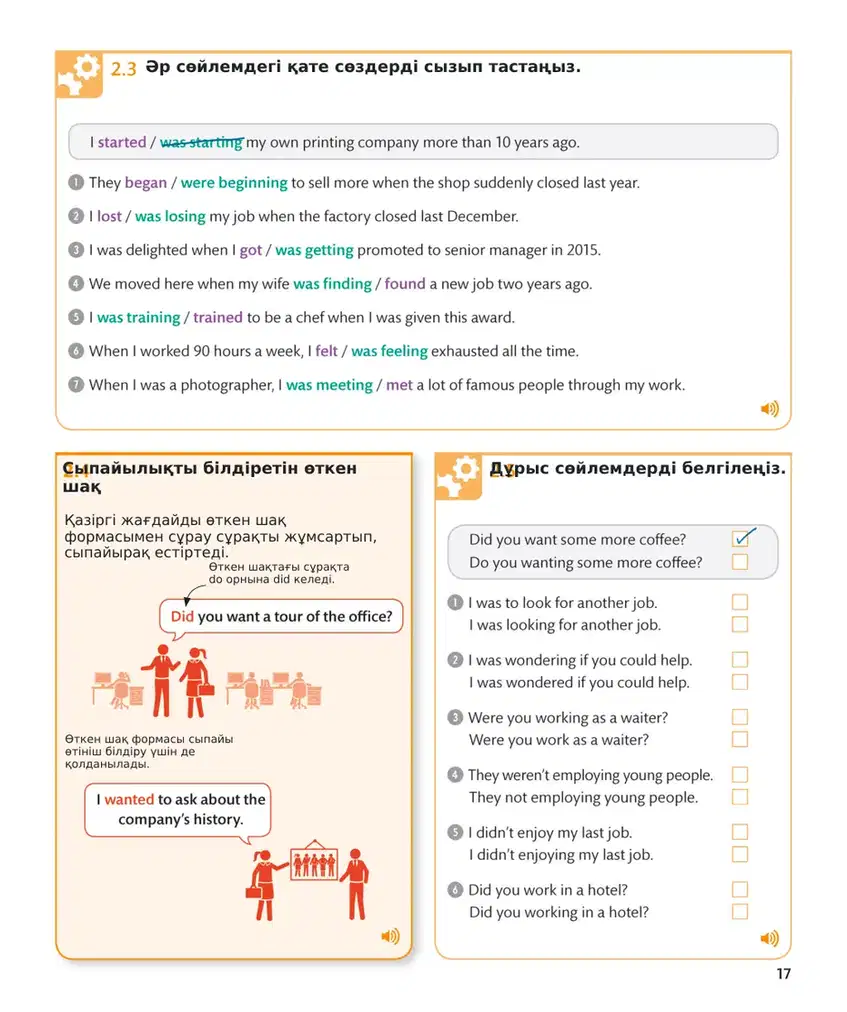 2.3 Әр сөйлемдегі қате сөздерді сызып тастаңыз.
I started / was starting my own printing company more than 10 years ago.
1 They began / were beginning to sell more when the shop suddenly closed last year.
2 I lost / was losing my job when the factory closed last December.
3 I was delighted when I got / was getting promoted to senior manager in 2015.
4 We moved here when my wife was finding / found a new job two years ago.
5 I was training / trained to be a chef when I was given this award.
6 When I worked 90 hours a week, I felt / was feeling exhausted all the time.
7 When I was a photographer, I was meeting / met a lot of famous people through my work.
Сыпайылықты білдіретін өткен
шақ
Қазіргі жағдайды өткен шақ
формасымен сұрау сұрақты жұмсартып,
сыпайырақ естіртеді.
Өткен шақтағы сұрақта
do орнына did келеді.
Did you want a tour of the office?
Өткен шақ формасы сыпайы
өтініш білдіру үшін де
қолданылады.
I wanted to ask about the
company's history.
Дұрыс сөйлемдерді белгілеңіз.
Did you want some more coffee?
Do you wanting some more coffee?
1 I was to look for another job.
I was looking for another job.
2 I was wondering if you could help.
I was wondered if you could help.
3 Were you working as a waiter?
Were you work as a waiter?
4 They weren't employing young people.
They not employing young people.
5 I didn't enjoy my last job.
I didn't enjoying my last job.
6 Did you work in a hotel?
Did you working in a hotel?
17